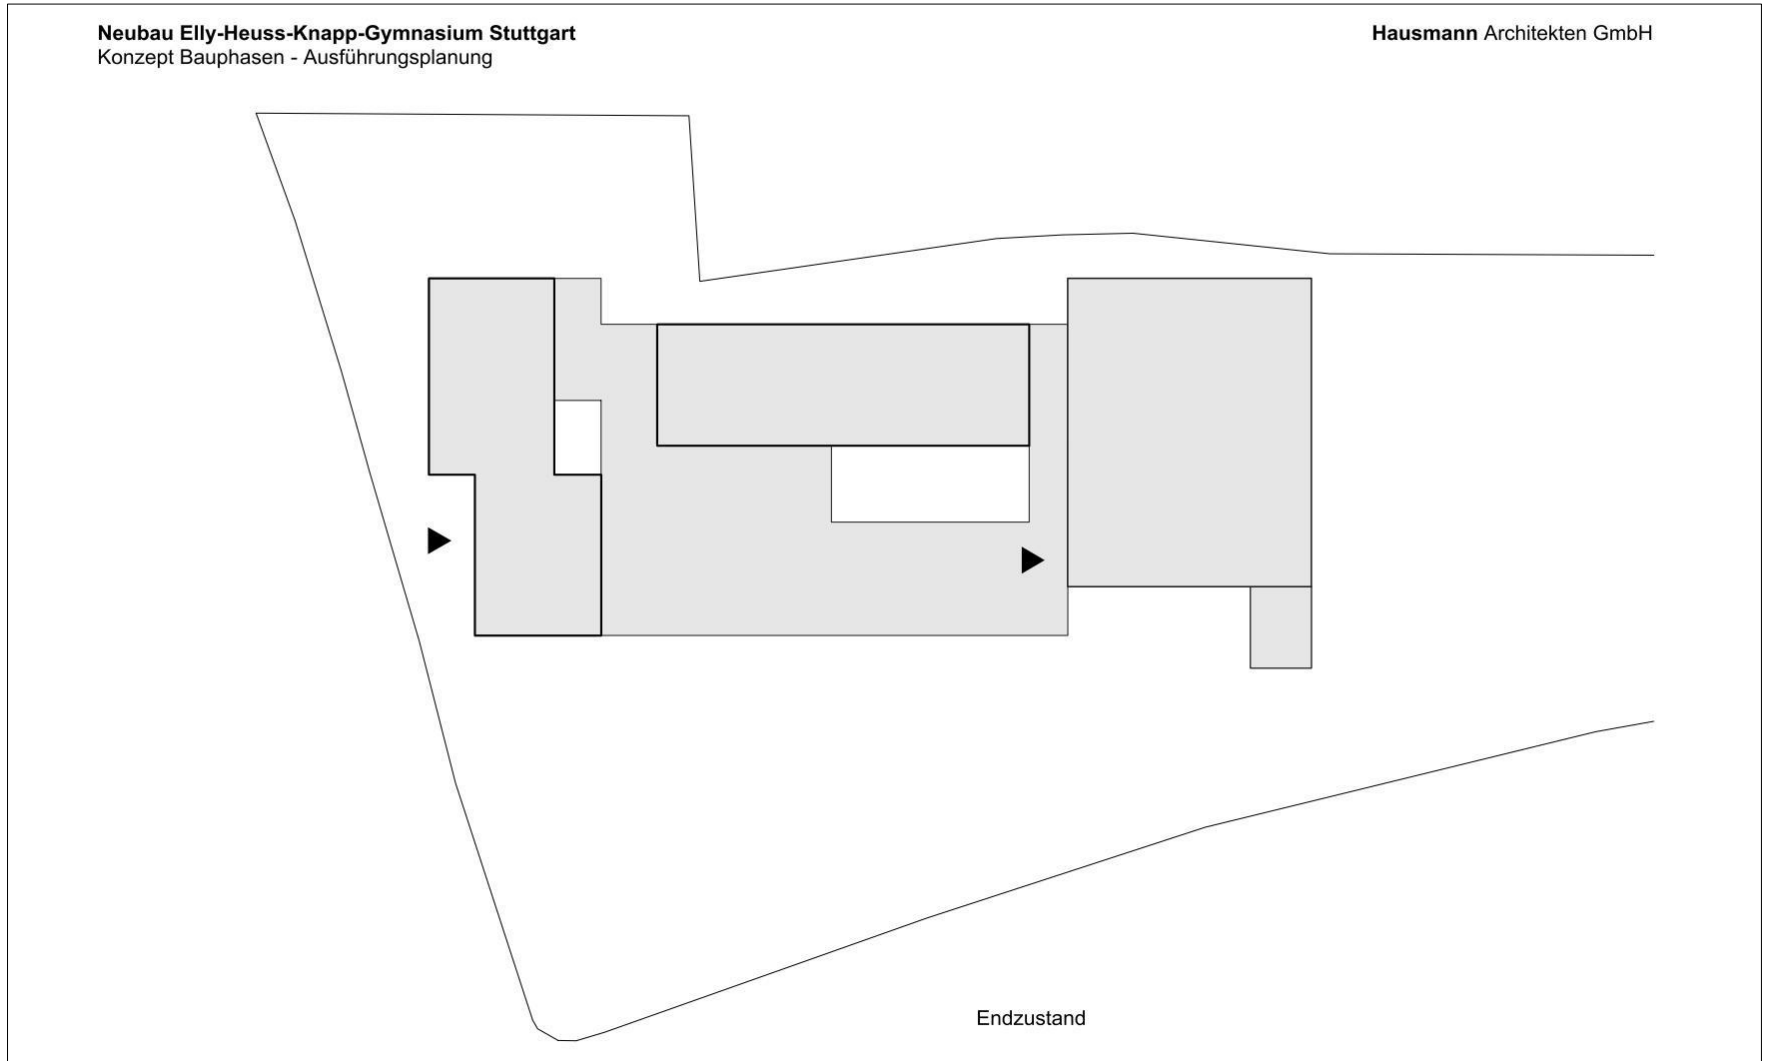 Neubau Elly-Heuss-Knapp-Gymnasium Stuttgart
Konzept Bauphasen - Ausführungsplanung
Hausmann Architekten GmbH
Endzustand